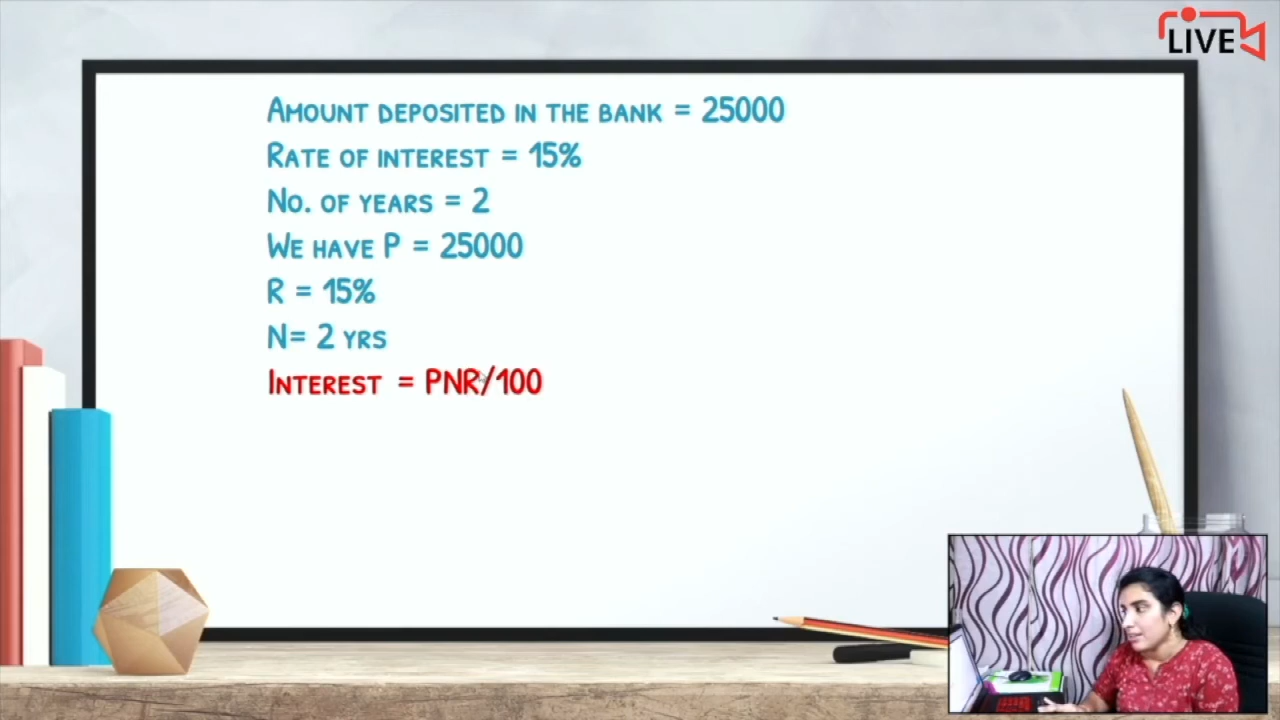 LIVE
Amount deposited in the bank = 25000
Rate of interest = 15%
No. of years = 2
We have P = 25000
R = 15%
N= 2 yrs
Interest = PNR/100